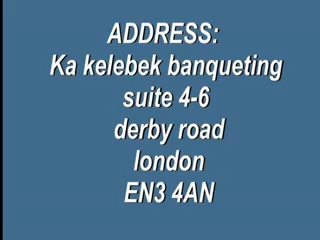 ADDRESS:
Ka kelebek banqueting
suite 4-6
derby road
london
EN3 4AN